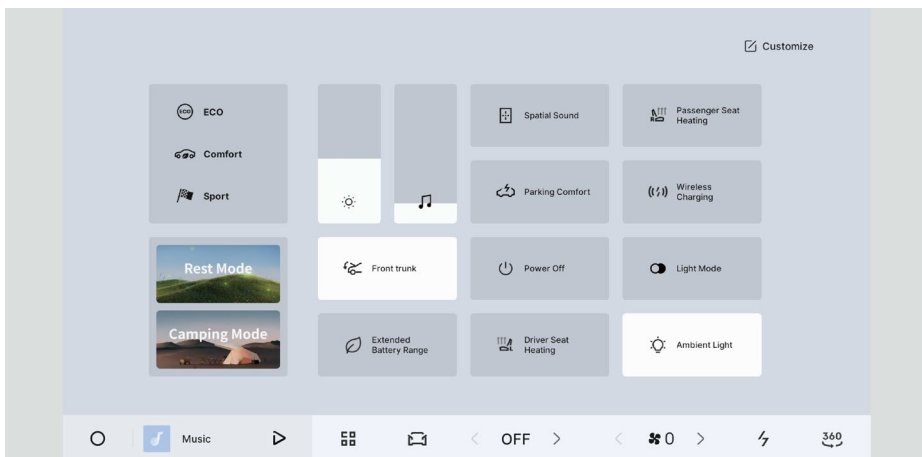 Customize
ECO
ECO
Comfort
Sport
Spatial Sound
Passenger Seat
Heating
Parking Comfort
Wireless
Charging
Rest Mode
Front trunk
Power Off
Light Mode
Camping Mode
Extended
Battery Range
Driver Seat
Heating
Ambient Light
Music
OFF
0
360